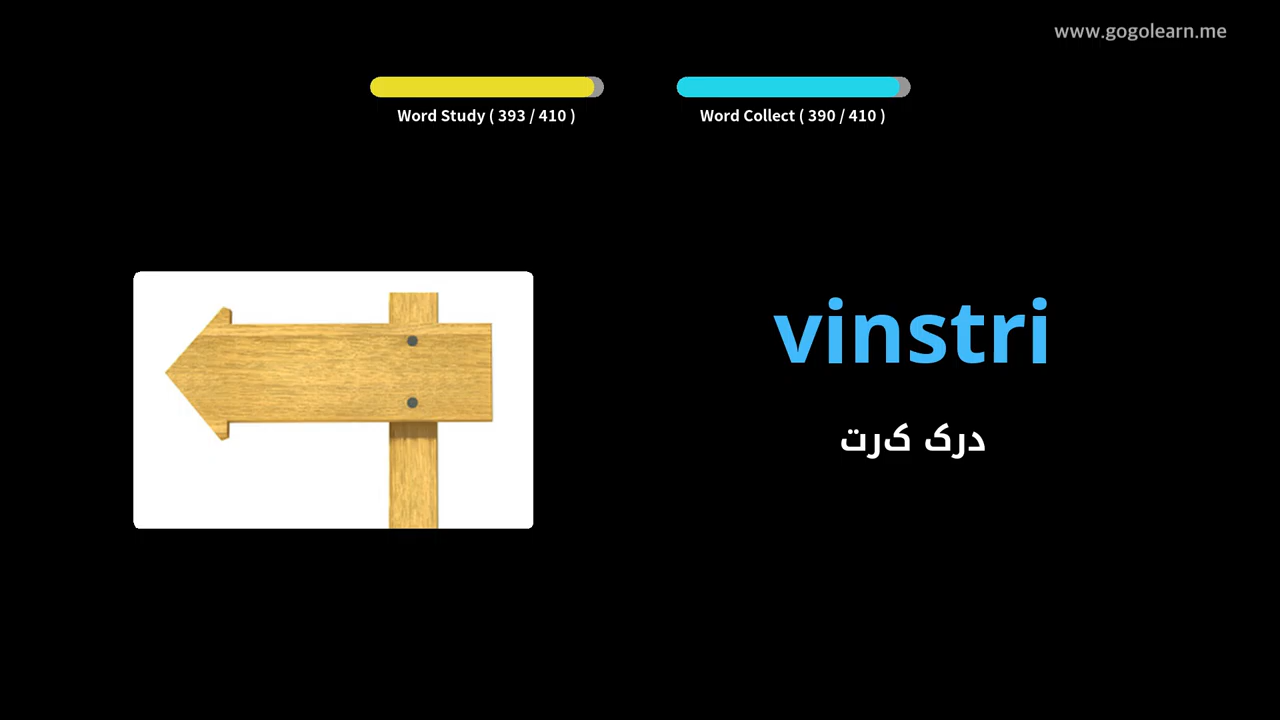 www.gogolearn.me
Word Study ( 393 / 410 )
Word Collect ( 390 / 410 )
vinstri
درک کرت